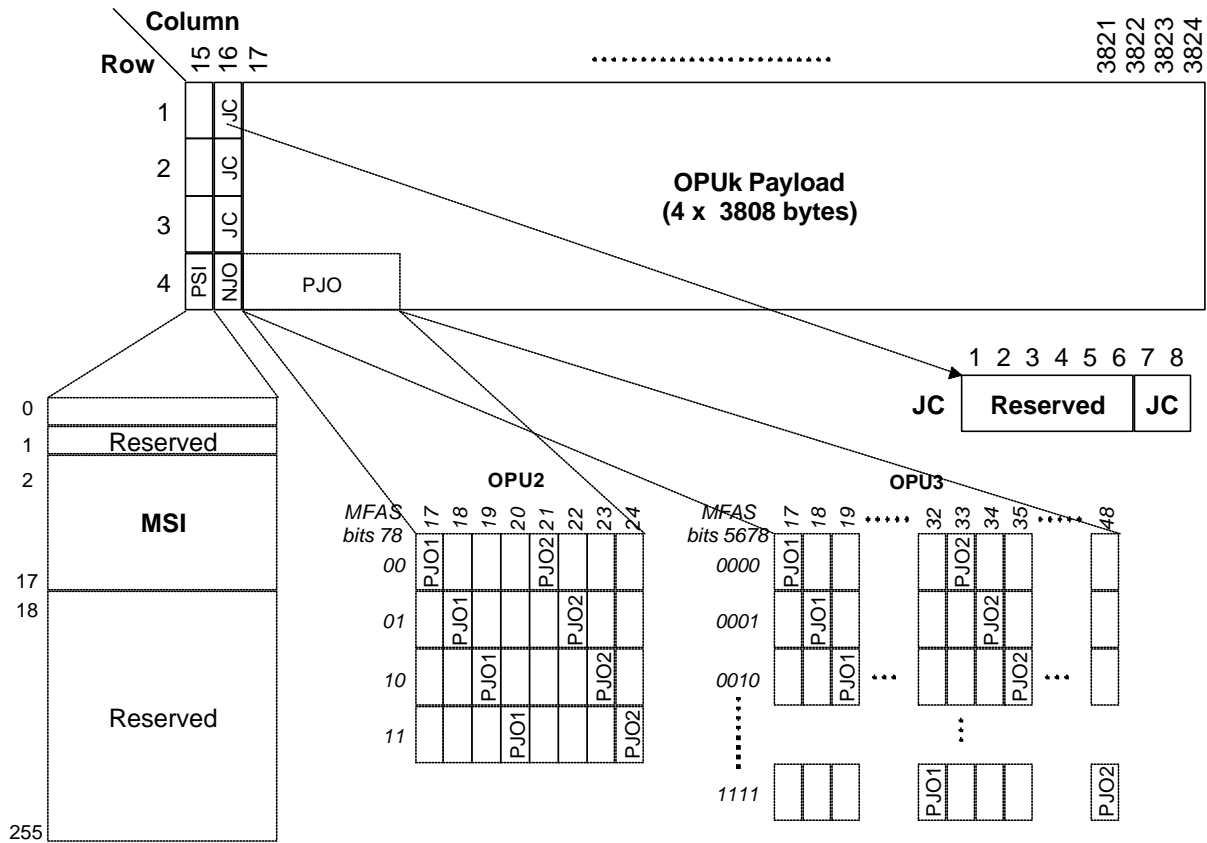 Column
Row
15 16 17 3821 3822 3823 3824
1 JC
2 JC
3 JC
4 PSI NJO PJO
OPUk Payload
(4 x 3808 bytes)
1 2 3 4 5 6 7 8
JC Reserved JC
0
1 Reserved
2
MSI
17
18
Reserved
255
OPU2
MFAS
bits 78
17 18 19 20 21 22 23 24
00 PJO1 PJO2
01 PJO1 PJO2
10 PJO1 PJO2
11 PJO1 PJO2
OPU3
MFAS
bits 5678
17 18 19 32 33 34 35 48
0000 PJO1 PJO2
0001 PJO1 PJO2
0010 PJO1 PJO2
1111 PJO1 PJO2